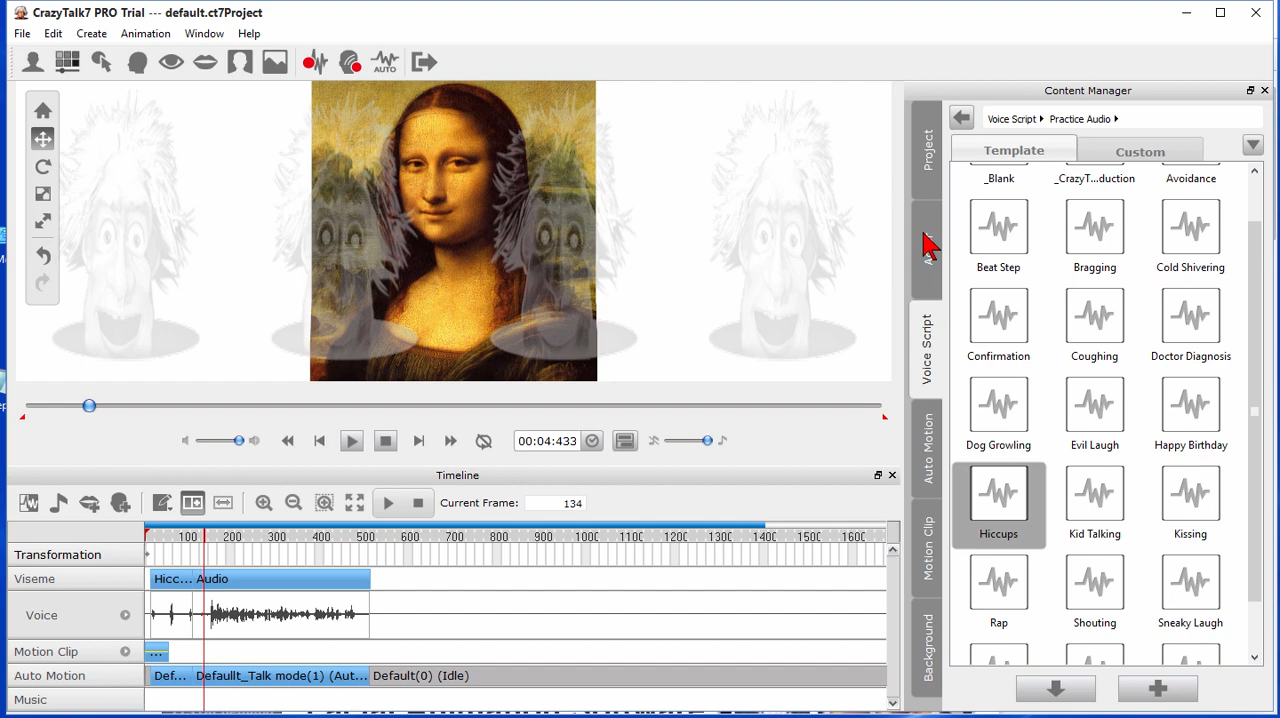 CrazyTalk7 PRO Trial --- default.ct7Project
File Edit Create Animation Window Help
AUTO
Content Manager
Voice Script Practice Audio
Template Custom
_Blank _CrazyT...duction Avoidance
Beat Step Bragging Cold Shivering
Confirmation Coughing Doctor Diagnosis
Dog Growling Evil Laugh Happy Birthday
Hiccups Kid Talking Kissing
Rap Shouting Sneaky Laugh
Project
Voice Script
Auto Motion
Motion Clip
Background
00:04:433
Timeline
Current Frame: 134
100 200 300 400 500 600 700 800 900 1000 1100 1200 1300 1400 1500 1600
Transformation
Viseme Hicc... Audio
Voice
Motion Clip ...
Auto Motion Def... Defaullt_Talk mode(1) (Aut... Default(0) (Idle)
Music